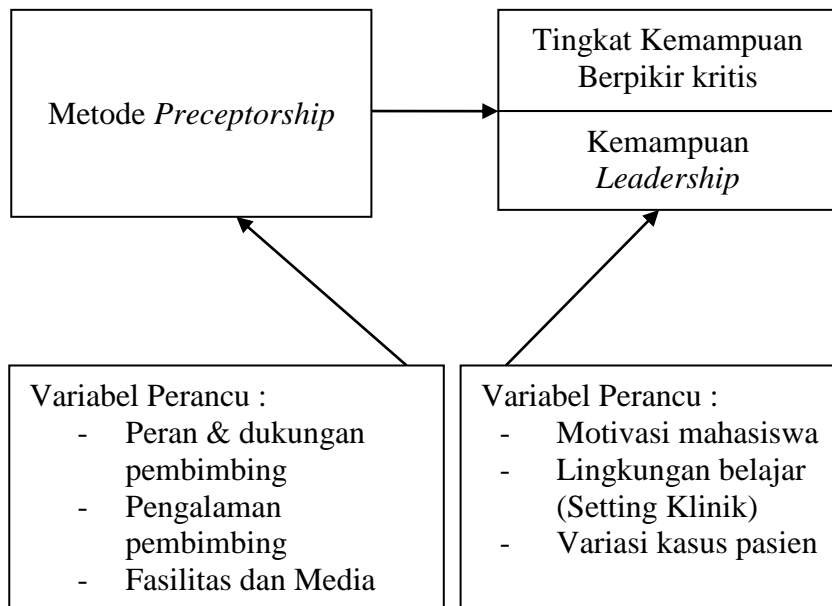 Metode Preceptorship
Tingkat Kemampuan
Berpikir kritis
Kemampuan
Leadership
Variabel Perancu :
- Peran & dukungan
pembimbing
- Pengalaman
pembimbing
- Fasilitas dan Media
Variabel Perancu :
- Motivasi mahasiswa
- Lingkungan belajar
(Setting Klinik)
- Variasi kasus pasien